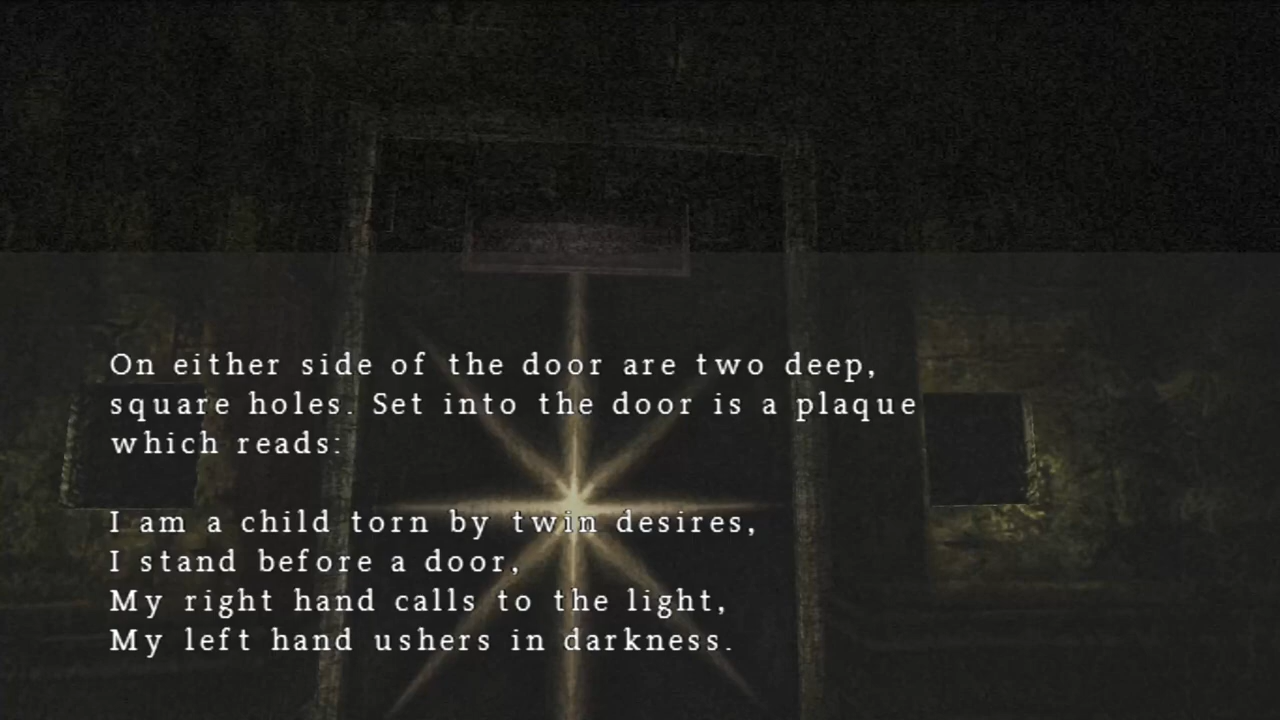 On either side of the door are two deep,
square holes. Set into the door is a plaque
which reads:
I am a child torn by twin desires,
I stand before a door,
My right hand calls to the light,
My left hand ushers in darkness.